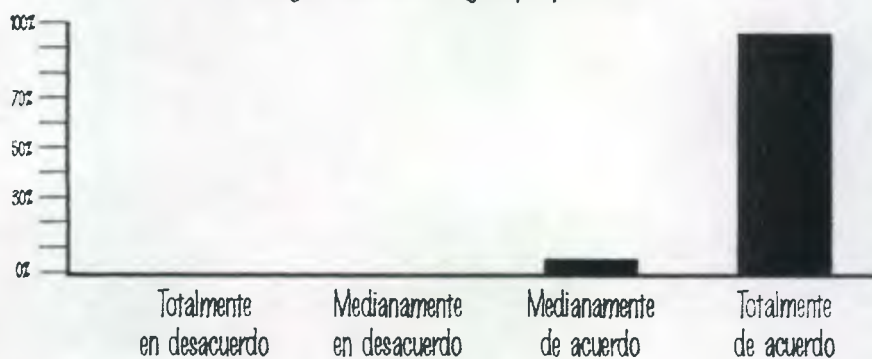 100%
70%
50%
30%
0%
Totalmente
en desacuerdo
Medianamente
en desacuerdo
Medianamente
de acuerdo
Totalmente
de acuerdo